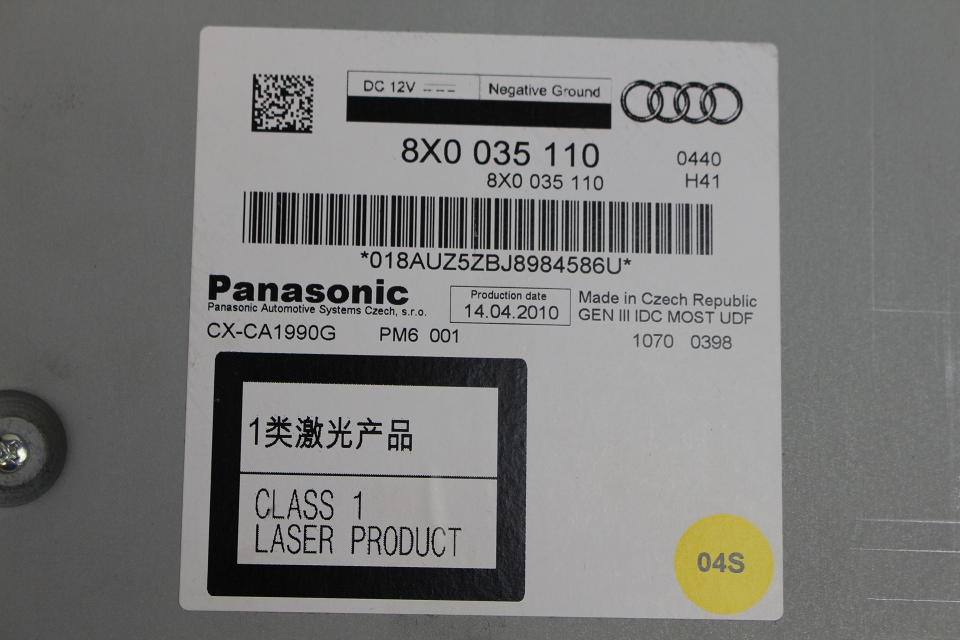 DC 12V Negative Ground
8X0 035 110 0440
8X0 035 110 H41
*018AUZ5ZBJ8984586U*
Panasonic
Panasonic Automotive Systems Czech, s.r.o.
CX-CA1990G PM6 001
Production date
14.04.2010
Made in Czech Republic
GEN III IDC MOST UDF
1070 0398
1类激光产品
CLASS 1
LASER PRODUCT
04S